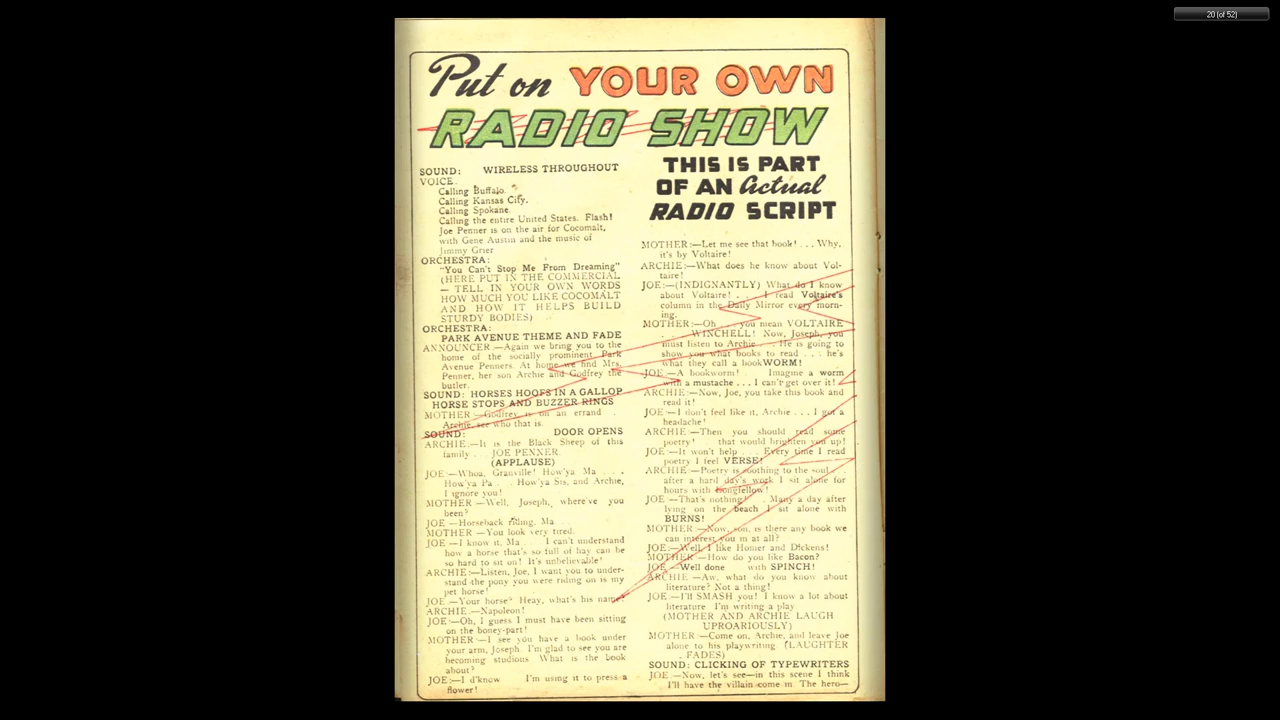 20 (of 52)
Put on YOUR OWN
RADIO SHOW
THIS IS PART
OF AN Actual
RADIO SCRIPT
SOUND: WIRELESS THROUGHOUT
VOICE.
Calling Buffalo.
Calling Kansas City.
Calling Spokane.
Calling the entire United States. Flash!
Joe Penner is on the air for Cocomalt,
with Gene Austin and the music of
Jimmy Grier
ORCHESTRA:
"You Can't Stop Me From Dreaming"
(HERE PUT IN THE COMMERCIAL
— TELL IN YOUR OWN WORDS
HOW MUCH YOU LIKE COCOMALT
AND HOW IT HELPS BUILD
STURDY BODIES)
ORCHESTRA:
PARK AVENUE THEME AND FADE
ANNOUNCER —Again we bring you to the
home of the socially prominent Park
Avenue Penners. At home we find Mrs.
Penner, her son Archie and Godfrey the
butler.
SOUND: HORSES HOOFS IN A GALLOP
HORSE STOPS AND BUZZER RINGS
MOTHER —Godfrey is on an errand .
Archie, see who that is.
SOUND: DOOR OPENS
ARCHIE —It is the Black Sheep of this
family . . . JOE PENNER.
(APPLAUSE)
JOE —Whoa, Granville! How'ya Ma . . .
How'ya Pa . . How'ya Sis, and Archie,
I ignore you!
MOTHER —Well, Joseph, where've you
been?
JOE —Horseback riding, Ma . .
MOTHER —You look very tired.
JOE —I know it, Ma . . I can't understand
how a horse that's so full of hay can be
so hard to sit on! It's unbelievable!
ARCHIE:—Listen, Joe, I want you to under-
stand the pony you were riding on is my
pet horse!
JOE —Your horse? Heay, what's his name?
ARCHIE —Napoleon!
JOE —Oh, I guess I must have been sitting
on the boney-part!
MOTHER —I see you have a book under
your arm, Joseph. I'm glad to see you are
becoming studious. What is the book
about?
JOE:—I d'know . . I'm using it to press a
flower!
MOTHER:—Let me see that book! . . . Why,
it's by Voltaire!
ARCHIE:—What does he know about Vol-
taire!
JOE:—(INDIGNANTLY) What do I know
about Voltaire! . . . I read Voltaire's
column in the Daily Mirror every morn-
ing.
MOTHER:—Oh . . . you mean VOLTAIRE
WINCHELL! Now, Joseph, you
must listen to Archie . . . He is going to
show you what books to read . . . he's
what they call a bookWORM!
JOE —A bookworm! . . Imagine a worm
with a mustache . . . I can't get over it!
ARCHIE:—Now, Joe, you take this book and
read it!
JOE:—I don't feel like it, Archie . . . I got a
headache!
ARCHIE:—Then you should read some
poetry! . . that would brighten you up!
JOE:—It won't help . . . Every time I read
poetry I feel VERSE!
ARCHIE:—Poetry is soothing to the soul . .
after a hard day's work I sit alone for
hours with Longfellow!
JOE —That's nothing! . . Many a day after
lying on the beach I sit alone with
BURNS!
MOTHER:—Now, son, is there any book we
can interest you in at all?
JOE:—Well, I like Homer and Dickens!
MOTHER —How do you like Bacon?
JOE —Well done . . with SPINCH!
ARCHIE —Aw, what do you know about
literature? Not a thing!
JOE:—I'll SMASH you! I know a lot about
literature I'm writing a play
(MOTHER AND ARCHIE LAUGH
UPROARIOUSLY)
MOTHER —Come on, Archie, and leave Joe
alone to his playwriting (LAUGHTER
FADES)
SOUND: CLICKING OF TYPEWRITERS
JOE —Now, let's see—in this scene I think
I'll have the villain come in. The hero—